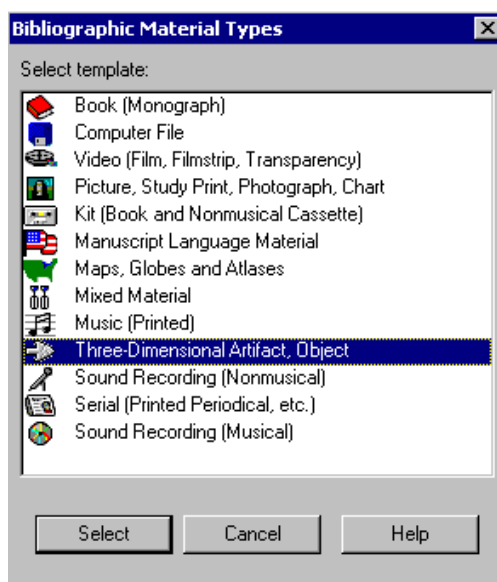 Bibliographic Material Types
Select template:
Book (Monograph)
Computer File
Video (Film, Filmstrip, Transparency)
Picture, Study Print, Photograph, Chart
Kit (Book and Nonmusical Cassette)
Manuscript Language Material
Maps, Globes and Atlases
Mixed Material
Music (Printed)
Three-Dimensional Artifact, Object
Sound Recording (Nonmusical)
Serial (Printed Periodical, etc.)
Sound Recording (Musical)
Select Cancel Help